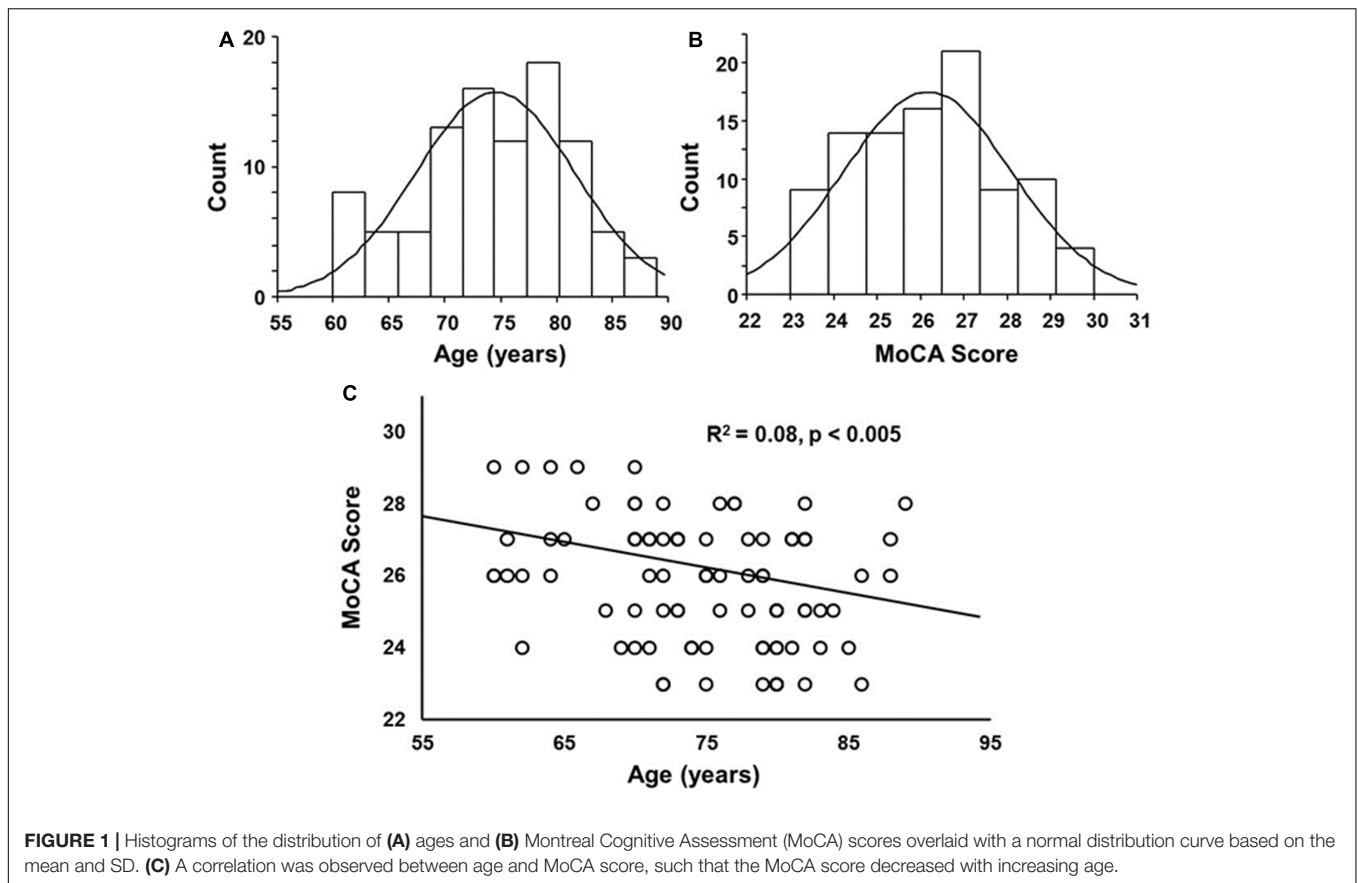 A
20
10
0
Count
55 60 65 70 75 80 85 90
Age (years)
B
20
15
10
5
0
Count
22 23 24 25 26 27 28 29 30 31
MoCA Score
C
R² = 0.08, p < 0.005
30
28
26
24
22
MoCA Score
55 65 75 85 95
Age (years)
FIGURE 1 | Histograms of the distribution of (A) ages and (B) Montreal Cognitive Assessment (MoCA) scores overlaid with a normal distribution curve based on the
mean and SD. (C) A correlation was observed between age and MoCA score, such that the MoCA score decreased with increasing age.